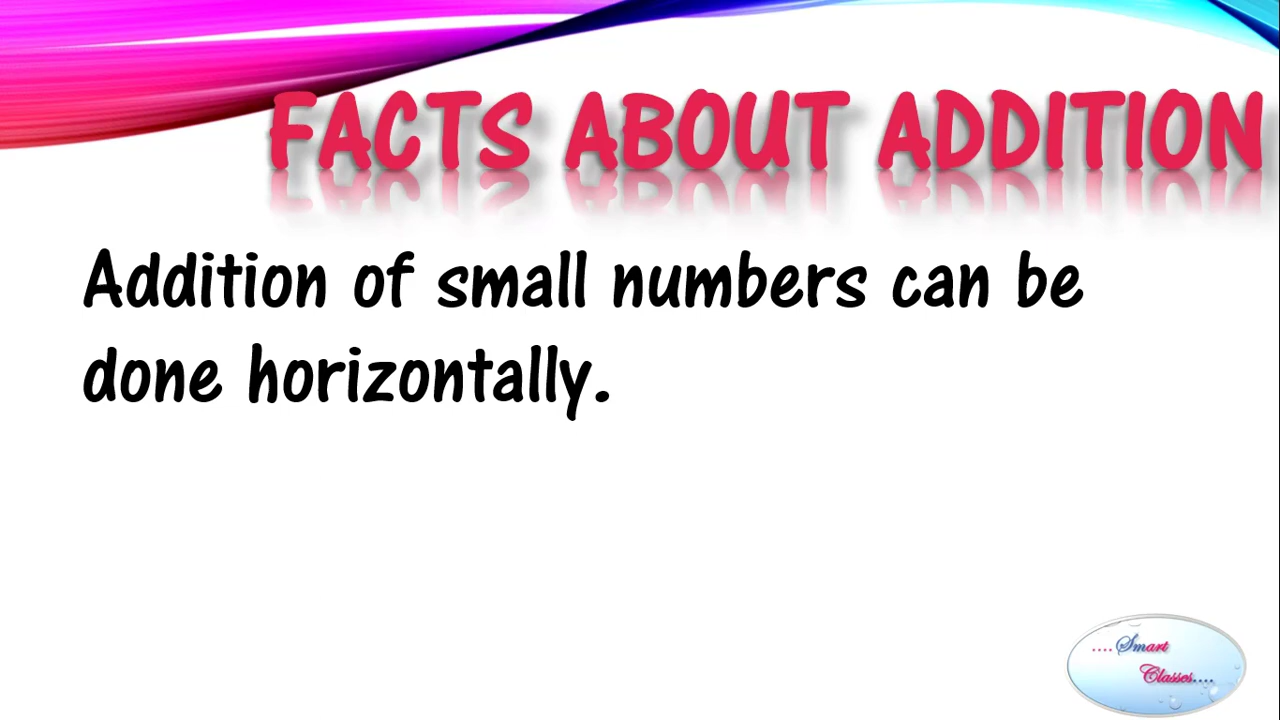 FACTS ABOUT ADDITION
Addition of small numbers can be
done horizontally.
....Smart
Classes....